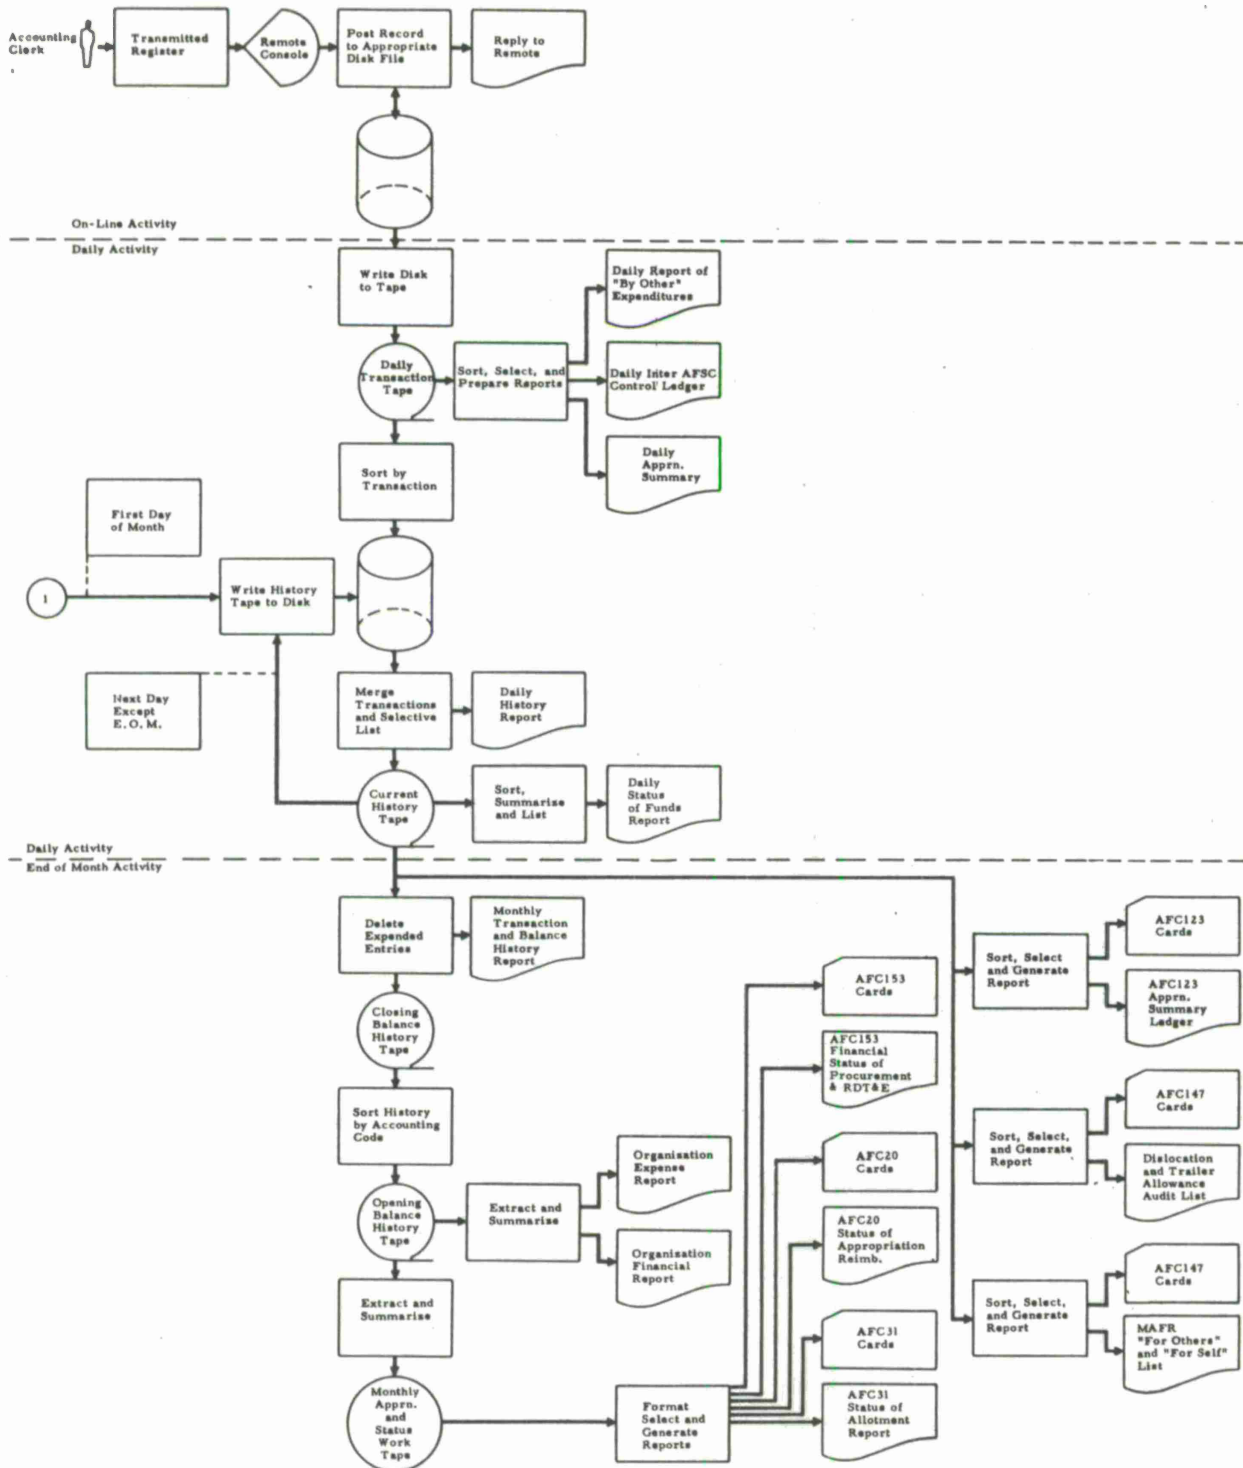 Accounting
Clerk
Transmitted
Register
Remote
Console
Post Record
to Appropriate
Disk File
Reply to
Remote
On-Line Activity
Daily Activity
Write Disk
to Tape
Daily Report of
"By Other"
Expenditures
Daily
Transaction
Tape
Sort, Select, and
Prepare Reports
Daily Inter AFSC
Control Ledger
Sort by
Transaction
Daily
Apprn.
Summary
First Day
of Month
1
Write History
Tape to Disk
Next Day
Except
E.O.M.
Merge
Transactions
and Selective
List
Daily
History
Report
Current
History
Tape
Sort,
Summarise
and List
Daily
Status
of Funds
Report
Daily Activity
End of Month Activity
Delete
Expended
Entries
Monthly
Transaction
and Balance
History
Report
AFC123
Cards
Sort, Select
and Generate
Report
AFC123
Apprn.
Summary
Ledger
AFC153
Cards
Closing
Balance
History
Tape
AFC153
Financial
Status of
Procurement
& RDT&E
Sort History
by Accounting
Code
AFC147
Cards
Sort, Select,
and Generate
Report
Dislocation
and Trailer
Allowance
Audit List
Organisation
Expense
Report
AFC20
Cards
Opening
Balance
History
Tape
Extract and
Summarise
Organisation
Financial
Report
AFC20
Status of
Appropriation
Reimb.
Extract and
Summarise
AFC147
Cards
Sort, Select,
and Generate
Report
MAFR
"For Others"
and "For Self"
List
AFC31
Cards
Monthly
Apprn.
and
Status
Work
Tape
Format
Select and
Generate
Reports
AFC31
Status of
Allotment
Report